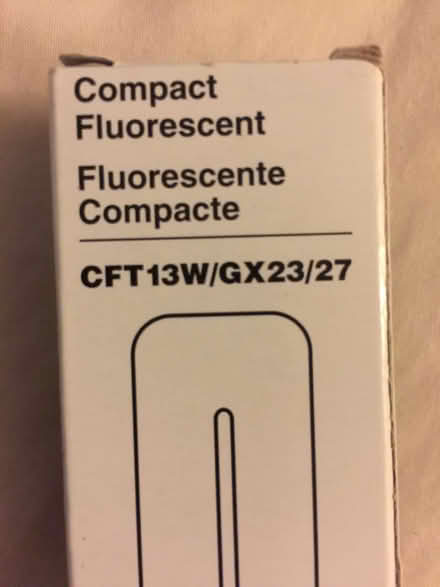 Compact
Fluorescent
Fluorescente
Compacte
CFT13W/GX23/27